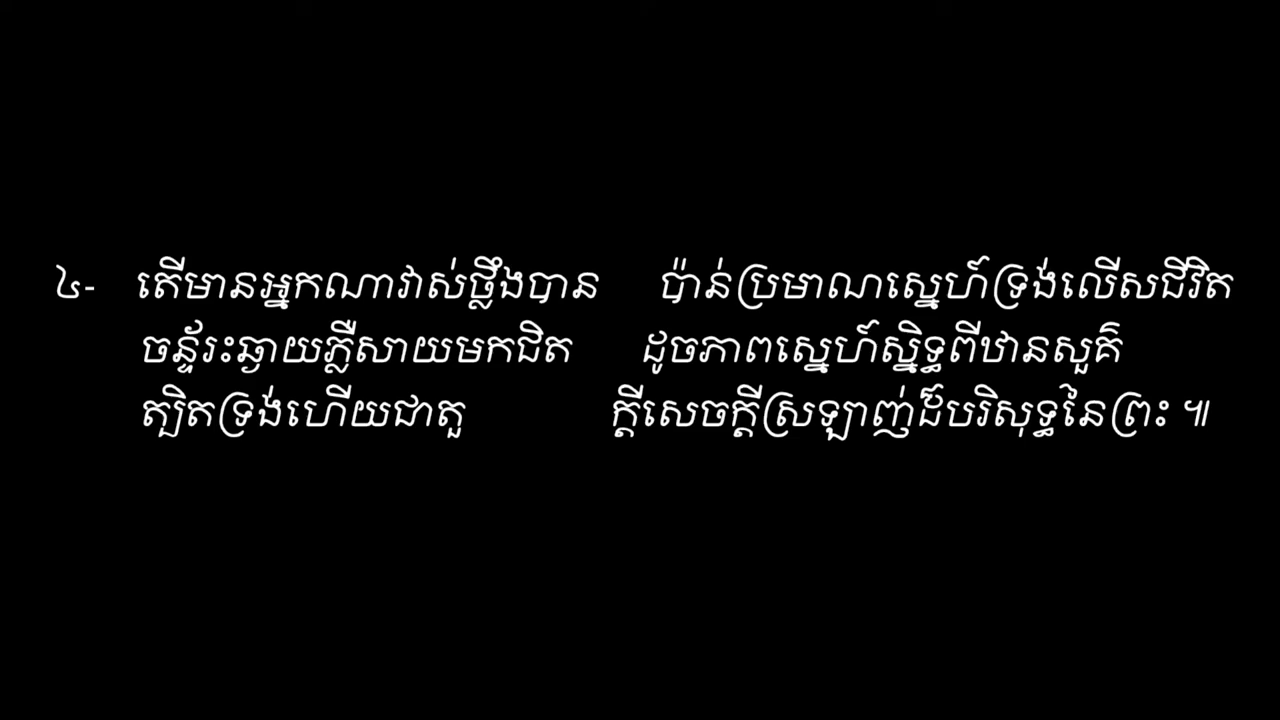 ៤- តើមានអ្នកណាវាស់ថ្លឹងបាន ប៉ាន់ប្រមាណស្នេហ៍ទ្រង់លើសជីវិត
ចន្ទ័រះឆ្ងាយភ្លឺសាយមកជិត ដូចភាពស្នេហ៍ស្និទ្ធពីឋានសួគ៌
ត្បិតទ្រង់ហើយជាតួ ក្ដីសេចក្ដីស្រឡាញ់ដ៏បរិសុទ្ធនៃព្រះ ៕